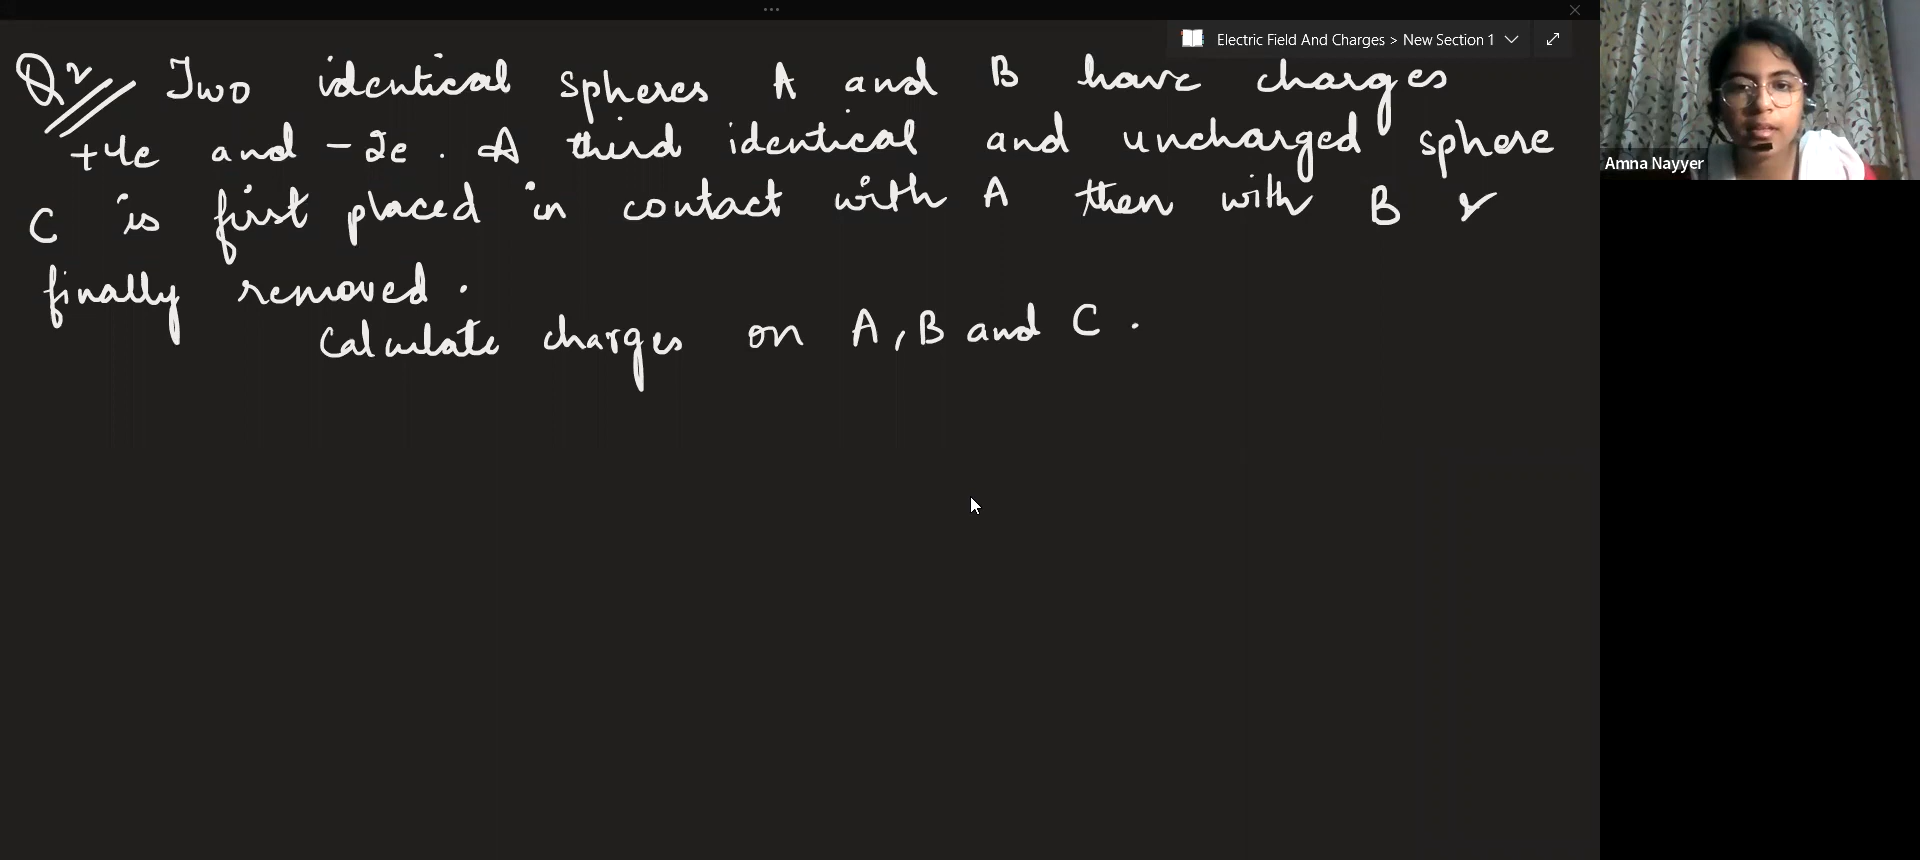 Electric Field And Charges > New Section 1
Q2 Two identical spheres A and B have charges
+4e and -2e. A third identical and uncharged sphere
C is first placed in contact with A then with B &
finally removed.
Calculate charges on A, B and C.
Amna Nayyer